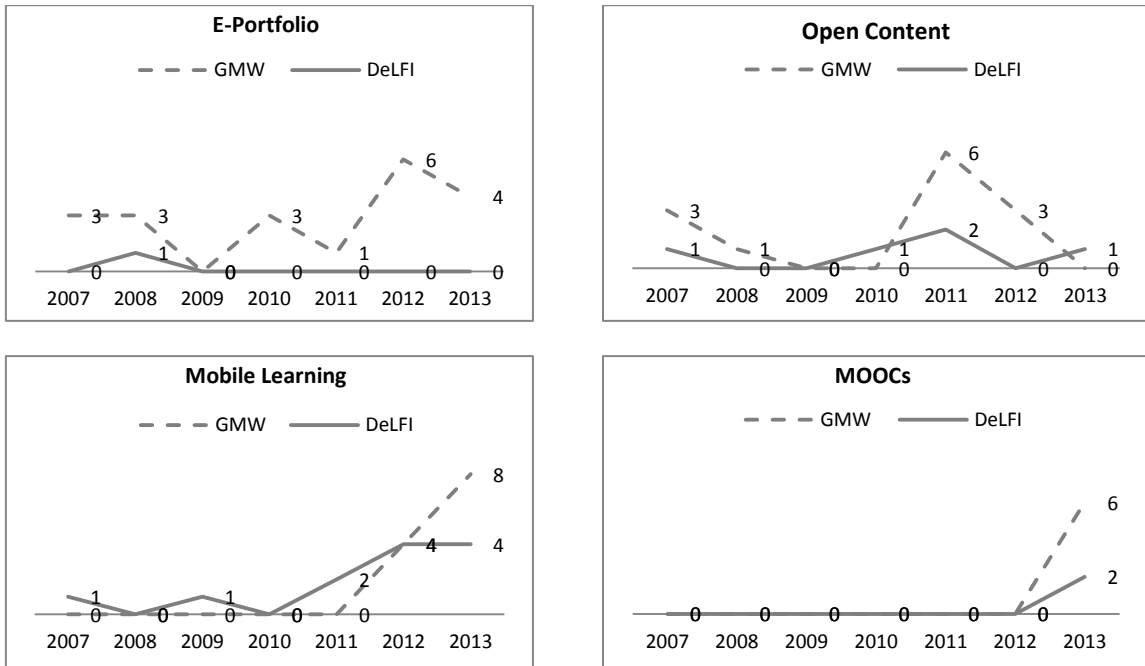 E-Portfolio
GMW DeLFI
6
4
3 3 3
1 1
0 0 0 0 0 0
2007 2008 2009 2010 2011 2012 2013
Open Content
GMW DeLFI
6
3 3
2
1 1 1 1
0 0 0 0
2007 2008 2009 2010 2011 2012 2013
Mobile Learning
GMW DeLFI
8
4 4
2
1 1
0 0 0 0 0
2007 2008 2009 2010 2011 2012 2013
MOOCs
GMW DeLFI
6
2
0 0 0 0 0 0
2007 2008 2009 2010 2011 2012 2013